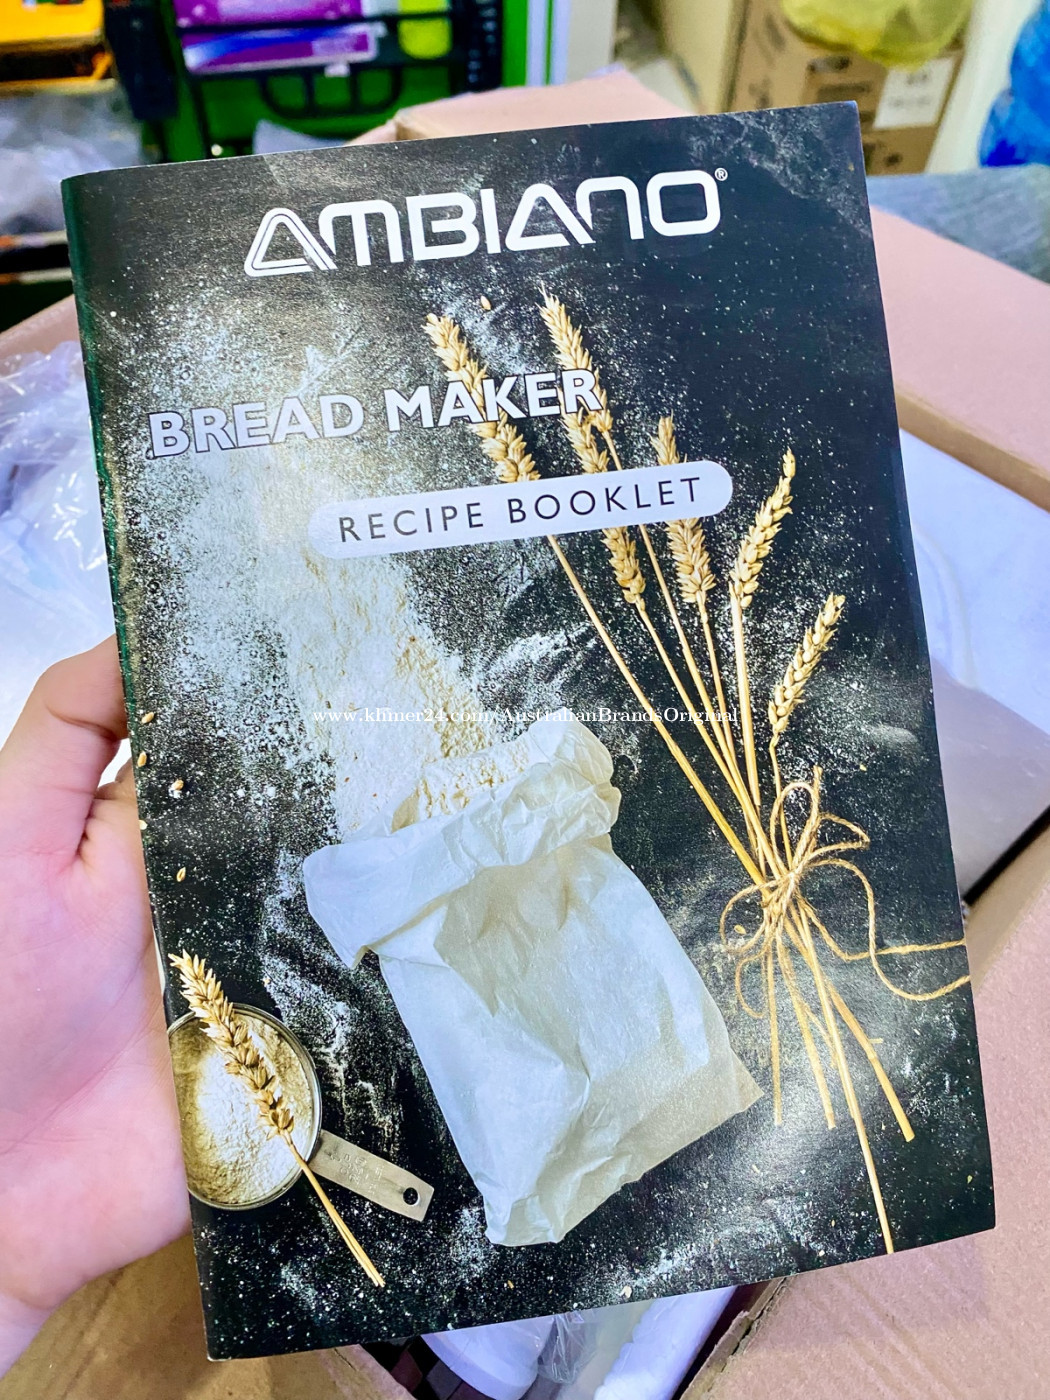 AMBIANO®
BREAD MAKER
RECIPE BOOKLET
www.khmer24.com/AustralianBrandsOriginal